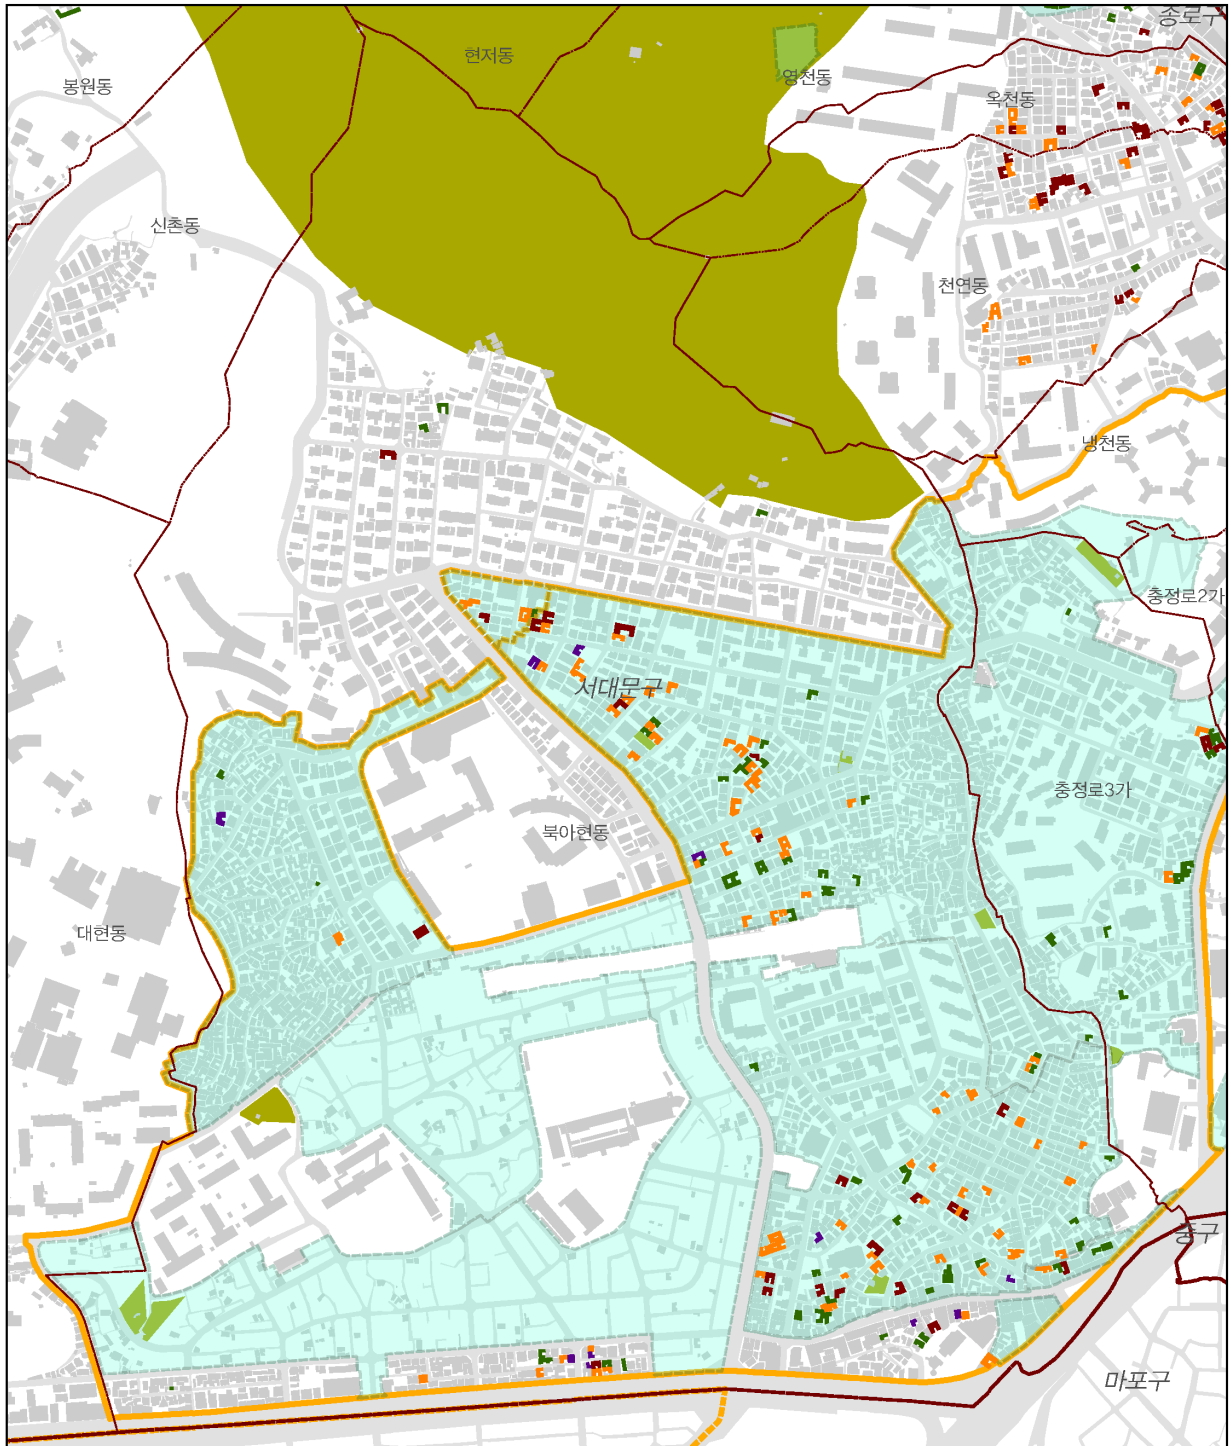 종로구
현저동
영천동
봉원동
옥천동
신촌동
천연동
냉천동
충정로2가
서대문구
충정로3가
북아현동
대현동
중구
마포구